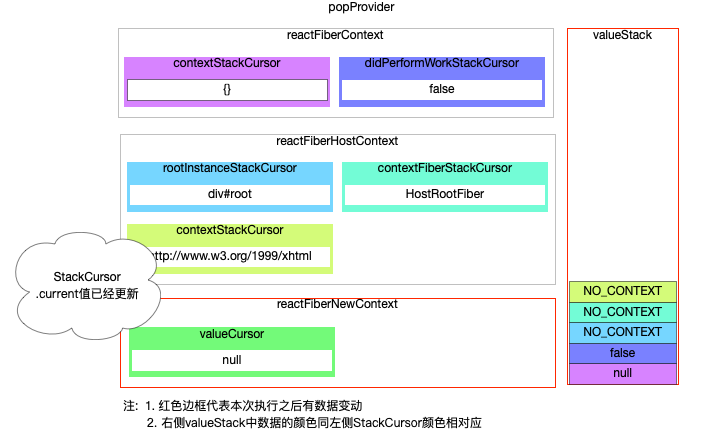 popProvider
reactFiberContext
contextStackCursor
{}
didPerformWorkStackCursor
false
reactFiberHostContext
rootInstanceStackCursor
div#root
contextFiberStackCursor
HostRootFiber
contextStackCursor
http://www.w3.org/1999/xhtml
StackCursor
.current值已经更新
reactFiberNewContext
valueCursor
null
valueStack
NO_CONTEXT
NO_CONTEXT
NO_CONTEXT
false
null
注: 1. 红色边框代表本次执行之后有数据变动
2. 右侧valueStack中数据的颜色同左侧StackCursor颜色相对应